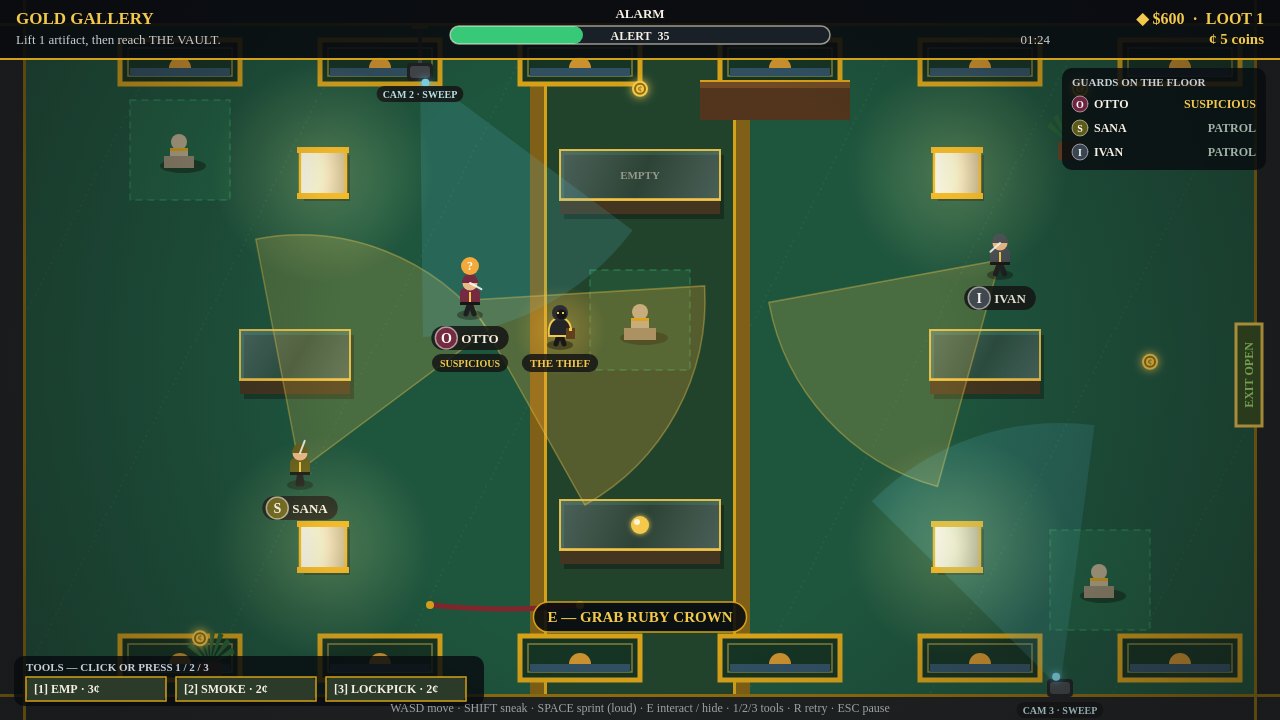 GOLD GALLERY
Lift 1 artifact, then reach THE VAULT.
ALARM
ALERT 35
01:24
◆ $600 · LOOT 1
¢ 5 coins
CAM 2 · SWEEP
GUARDS ON THE FLOOR
O OTTO SUSPICIOUS
S SANA PATROL
I IVAN PATROL
EMPTY
?
I IVAN
O OTTO
SUSPICIOUS
THE THIEF
EXIT OPEN
S SANA
E — GRAB RUBY CROWN
TOOLS — CLICK OR PRESS 1 / 2 / 3
[1] EMP · 3¢
[2] SMOKE · 2¢
[3] LOCKPICK · 2¢
WASD move · SHIFT sneak · SPACE sprint (loud) · E interact / hide · 1/2/3 tools · R retry · ESC pause
CAM 3 · SWEEP